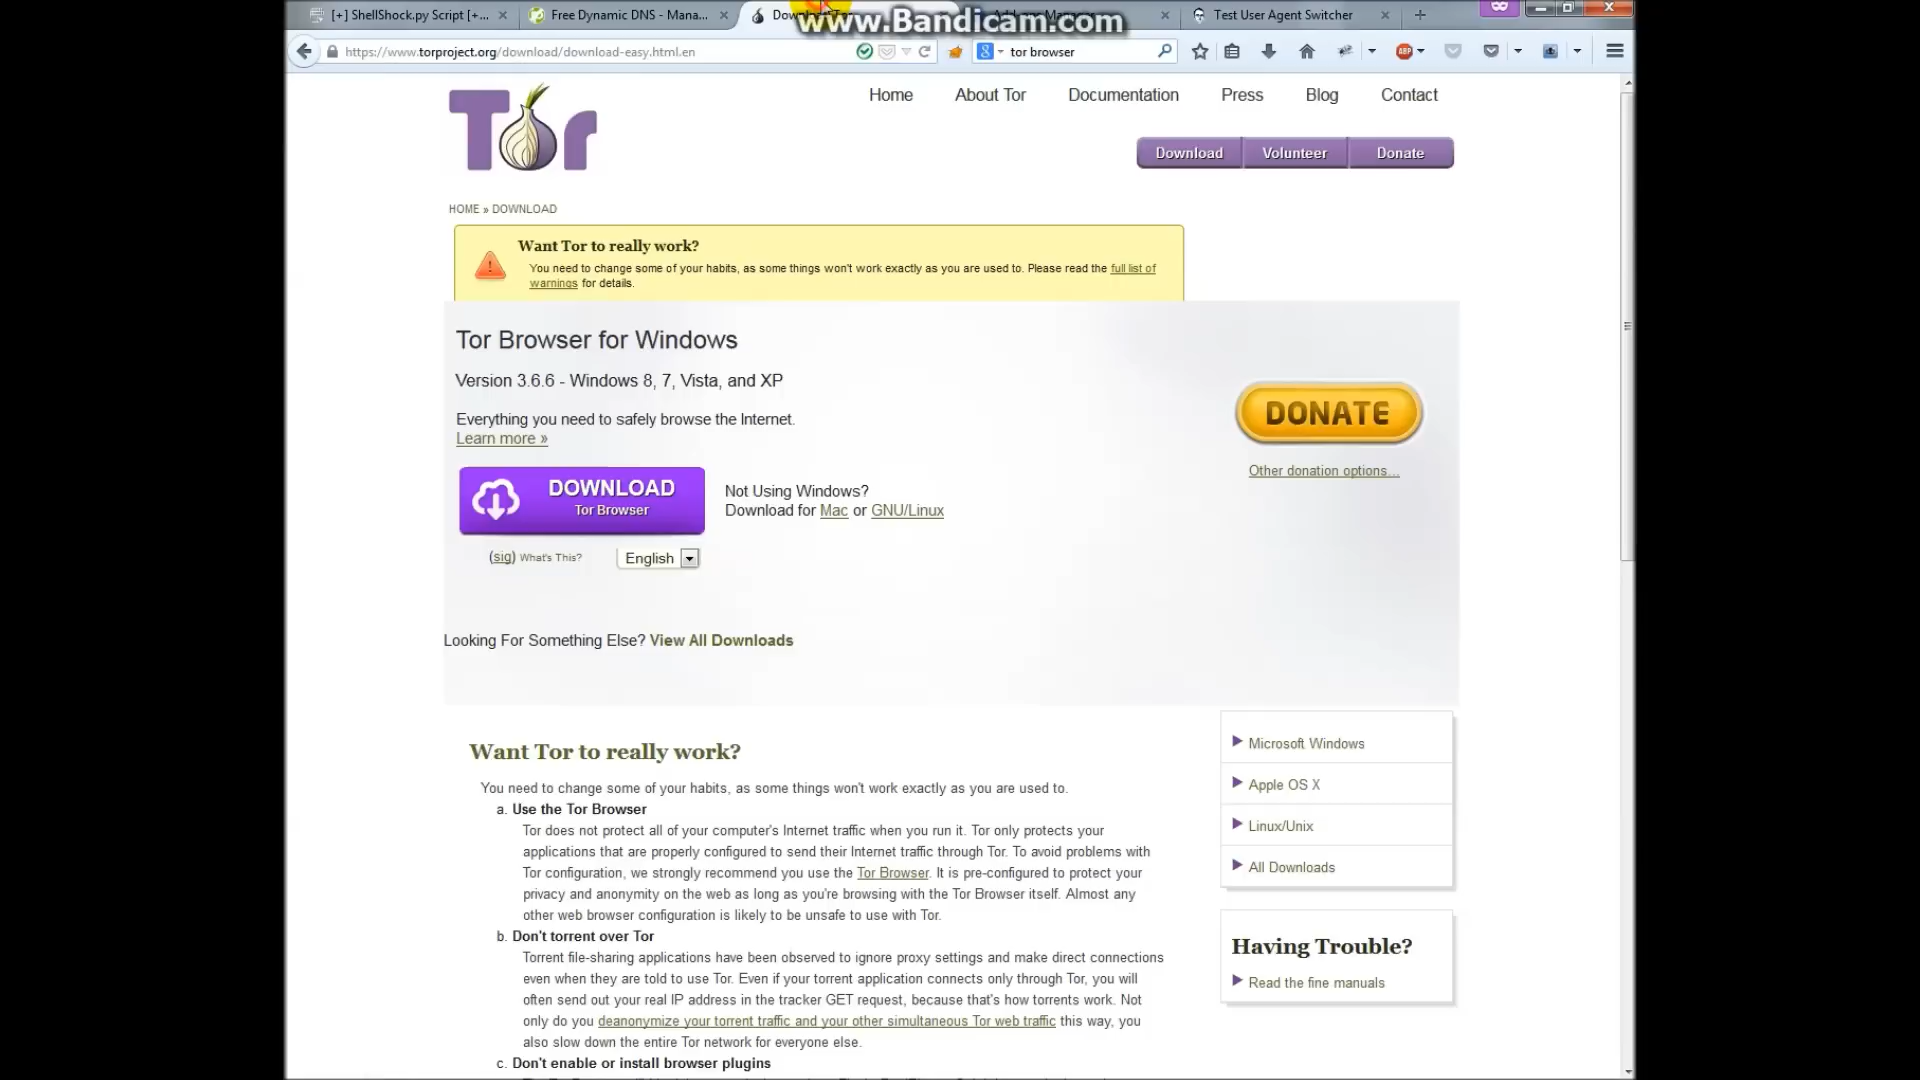 [+] ShellShock.py Script [+...
Free Dynamic DNS - Mana...
Test User Agent Switcher
www.Bandicam.com
https://www.torproject.org/download/download-easy.html.en
8
tor browser
ABP
Tor
Home
About Tor
Documentation
Press
Blog
Contact
Download
Volunteer
Donate
HOME » DOWNLOAD
Want Tor to really work?
You need to change some of your habits, as some things won't work exactly as you are used to. Please read the full list of
warnings for details.
Tor Browser for Windows
Version 3.6.6 - Windows 8, 7, Vista, and XP
Everything you need to safely browse the Internet.
Learn more »
DONATE
Other donation options...
DOWNLOAD
Tor Browser
Not Using Windows?
Download for Mac or GNU/Linux
(sig) What's This?
English
Looking For Something Else? View All Downloads
Want Tor to really work?
You need to change some of your habits, as some things won't work exactly as you are used to.
a. Use the Tor Browser
Tor does not protect all of your computer's Internet traffic when you run it. Tor only protects your
applications that are properly configured to send their Internet traffic through Tor. To avoid problems with
Tor configuration, we strongly recommend you use the Tor Browser. It is pre-configured to protect your
privacy and anonymity on the web as long as you're browsing with the Tor Browser itself. Almost any
other web browser configuration is likely to be unsafe to use with Tor.
b. Don't torrent over Tor
Torrent file-sharing applications have been observed to ignore proxy settings and make direct connections
even when they are told to use Tor. Even if your torrent application connects only through Tor, you will
often send out your real IP address in the tracker GET request, because that's how torrents work. Not
only do you deanonymize your torrent traffic and your other simultaneous Tor web traffic this way, you
also slow down the entire Tor network for everyone else.
c. Don't enable or install browser plugins
Microsoft Windows
Apple OS X
Linux/Unix
All Downloads
Having Trouble?
Read the fine manuals